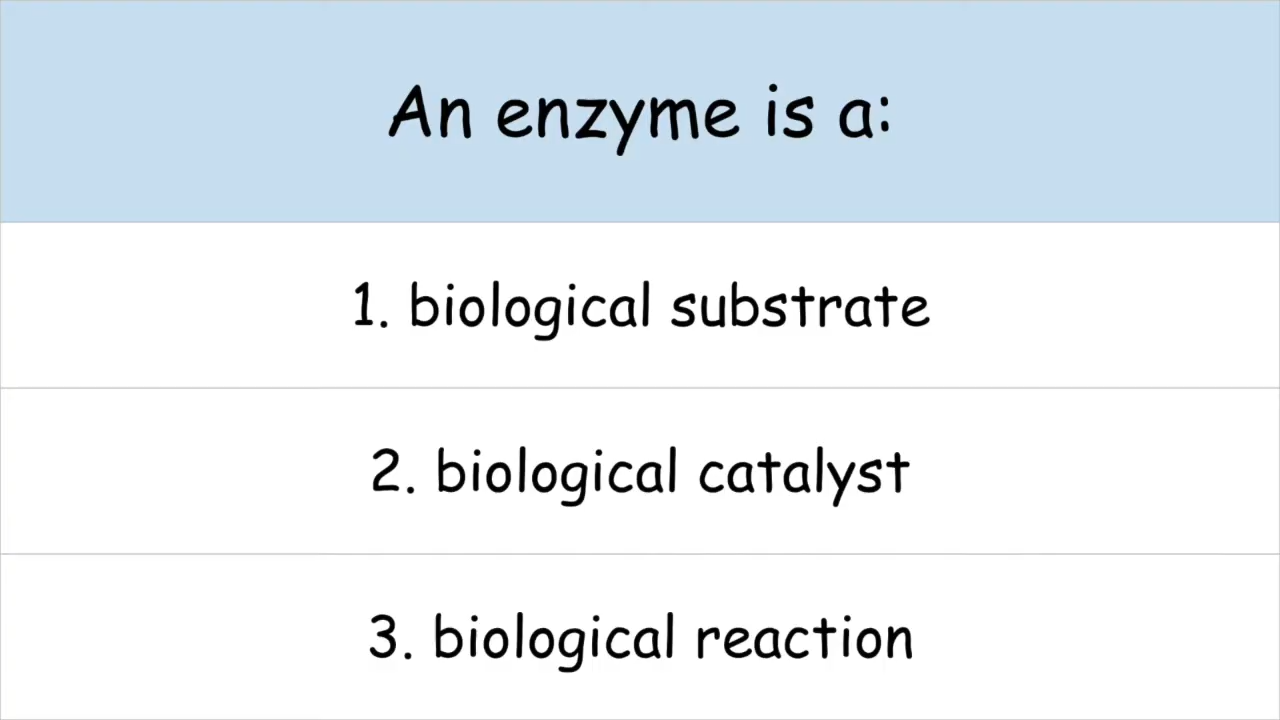 An enzyme is a:
1. biological substrate
2. biological catalyst
3. biological reaction